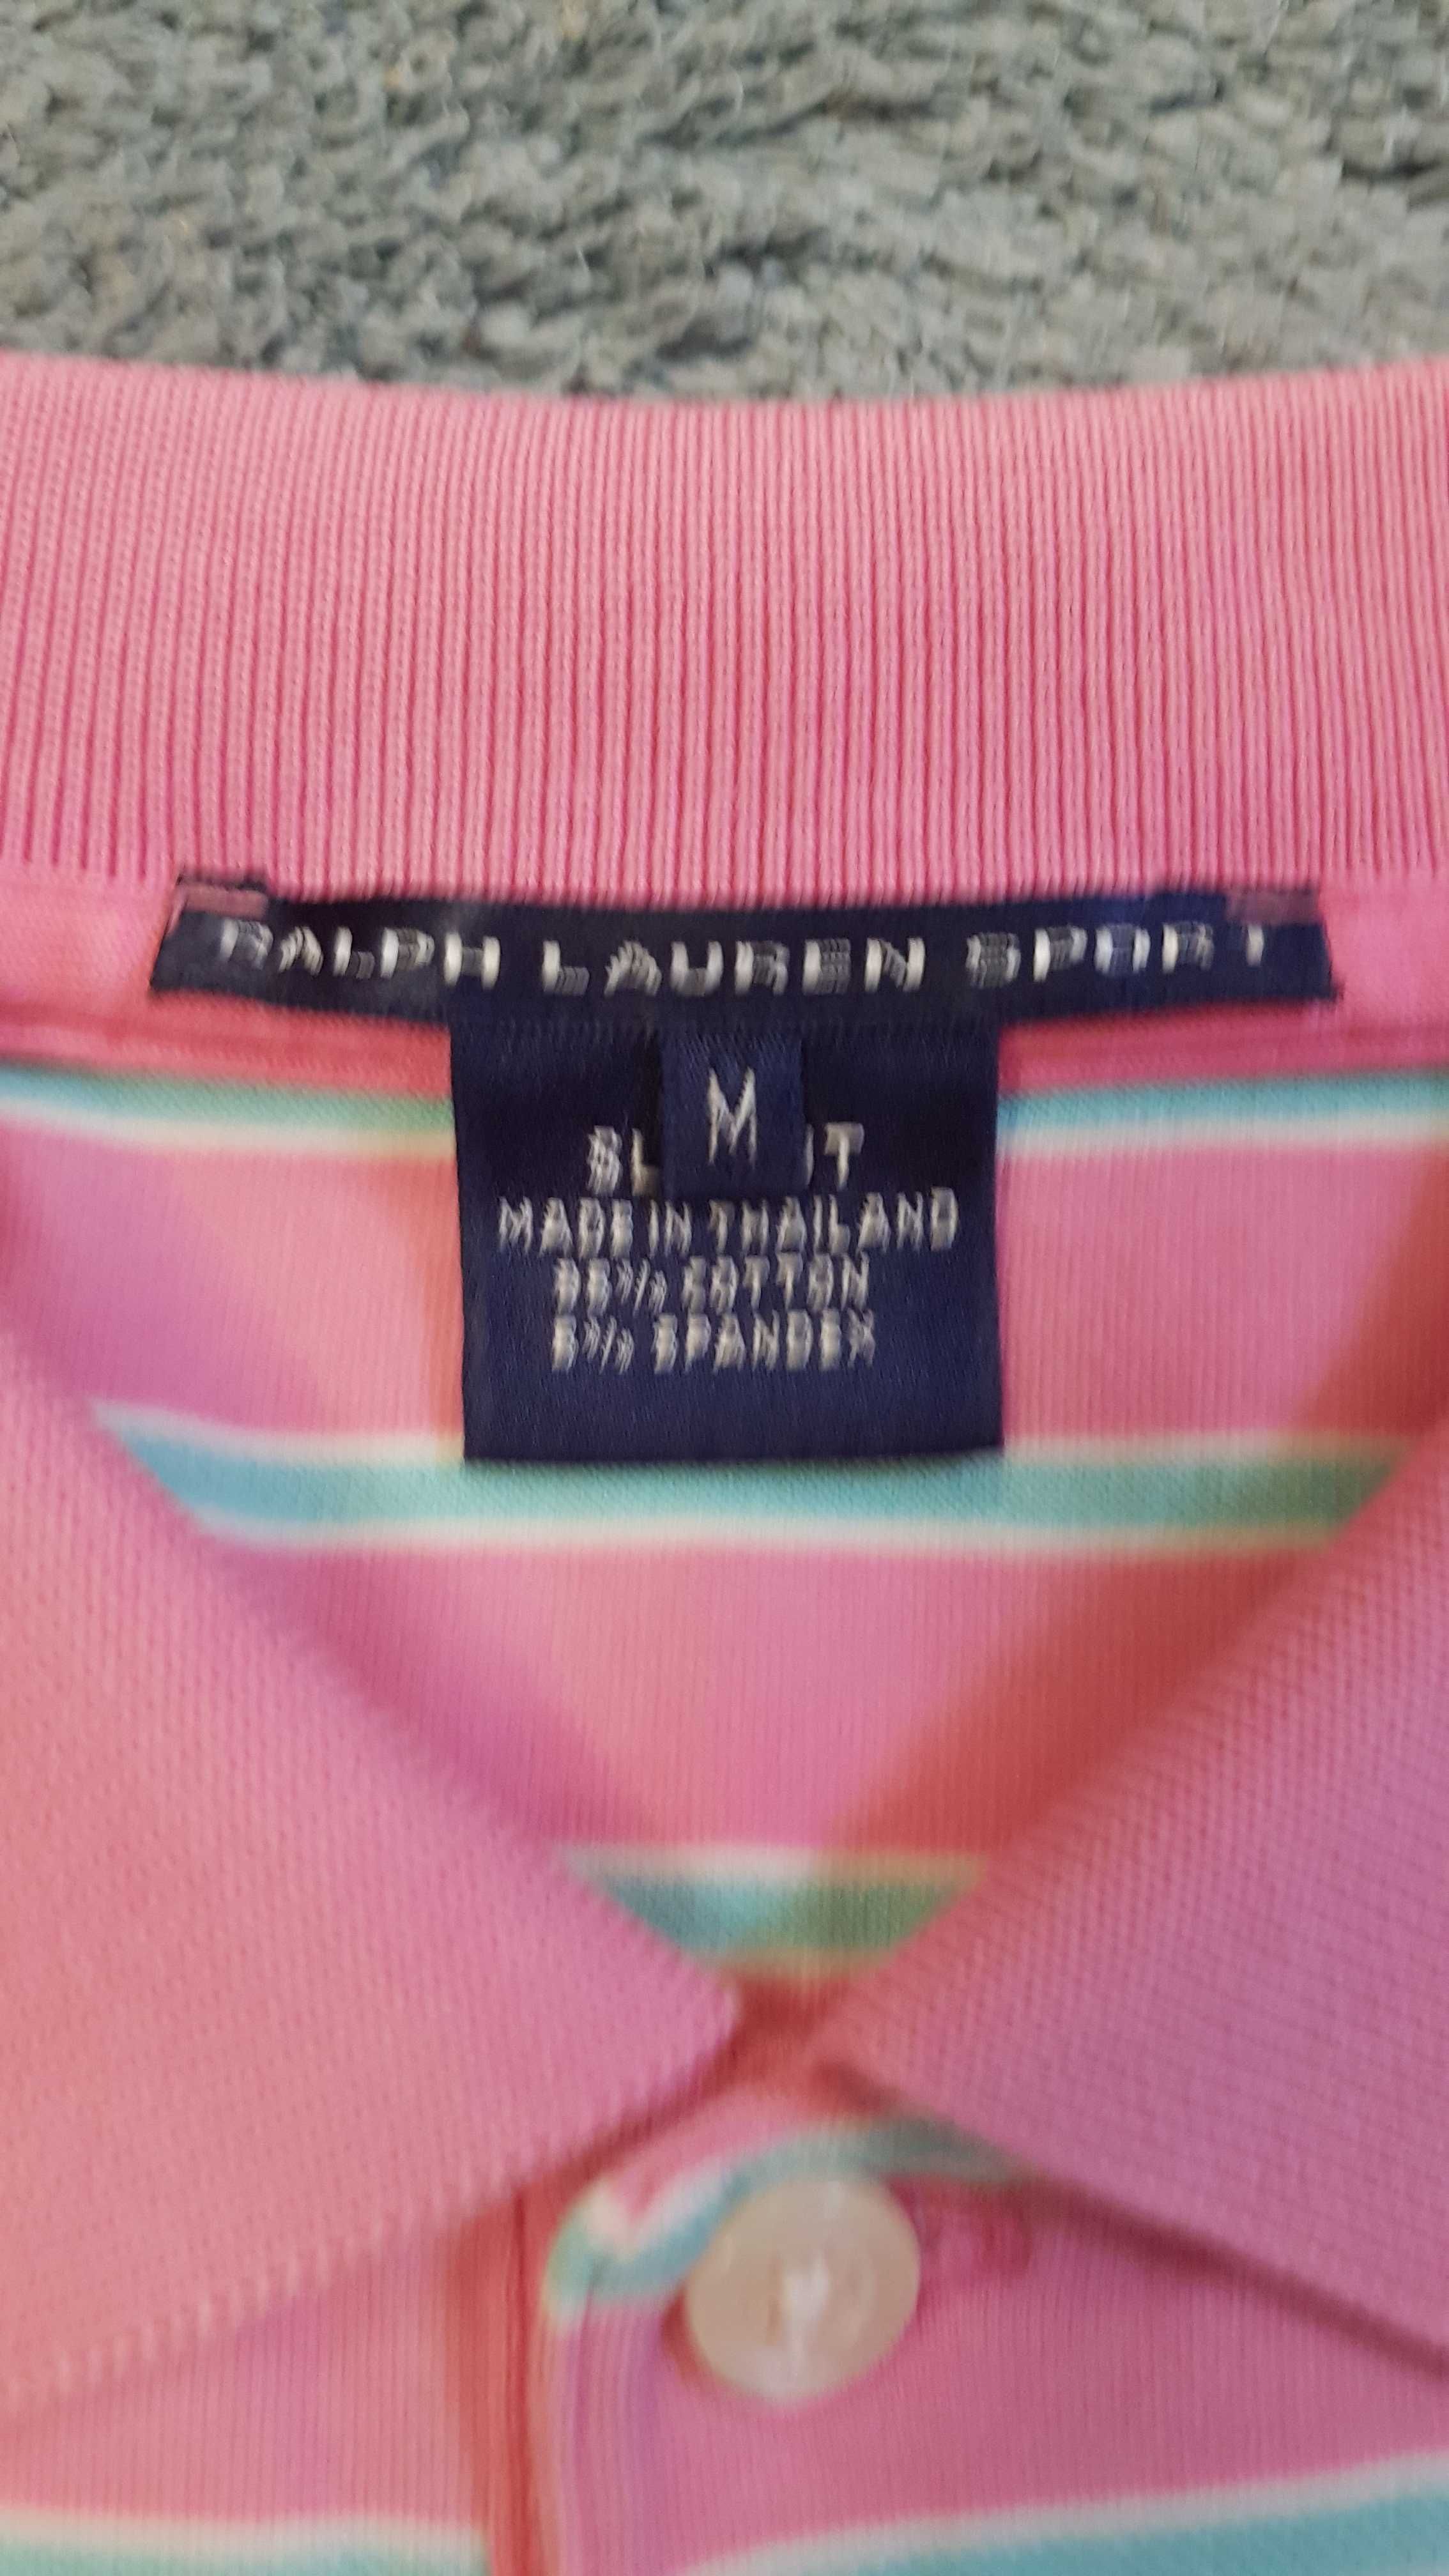 RALPH LAUREN SPORT
M
MADE IN THAILAND
95% COTTON
5% SPANDEX